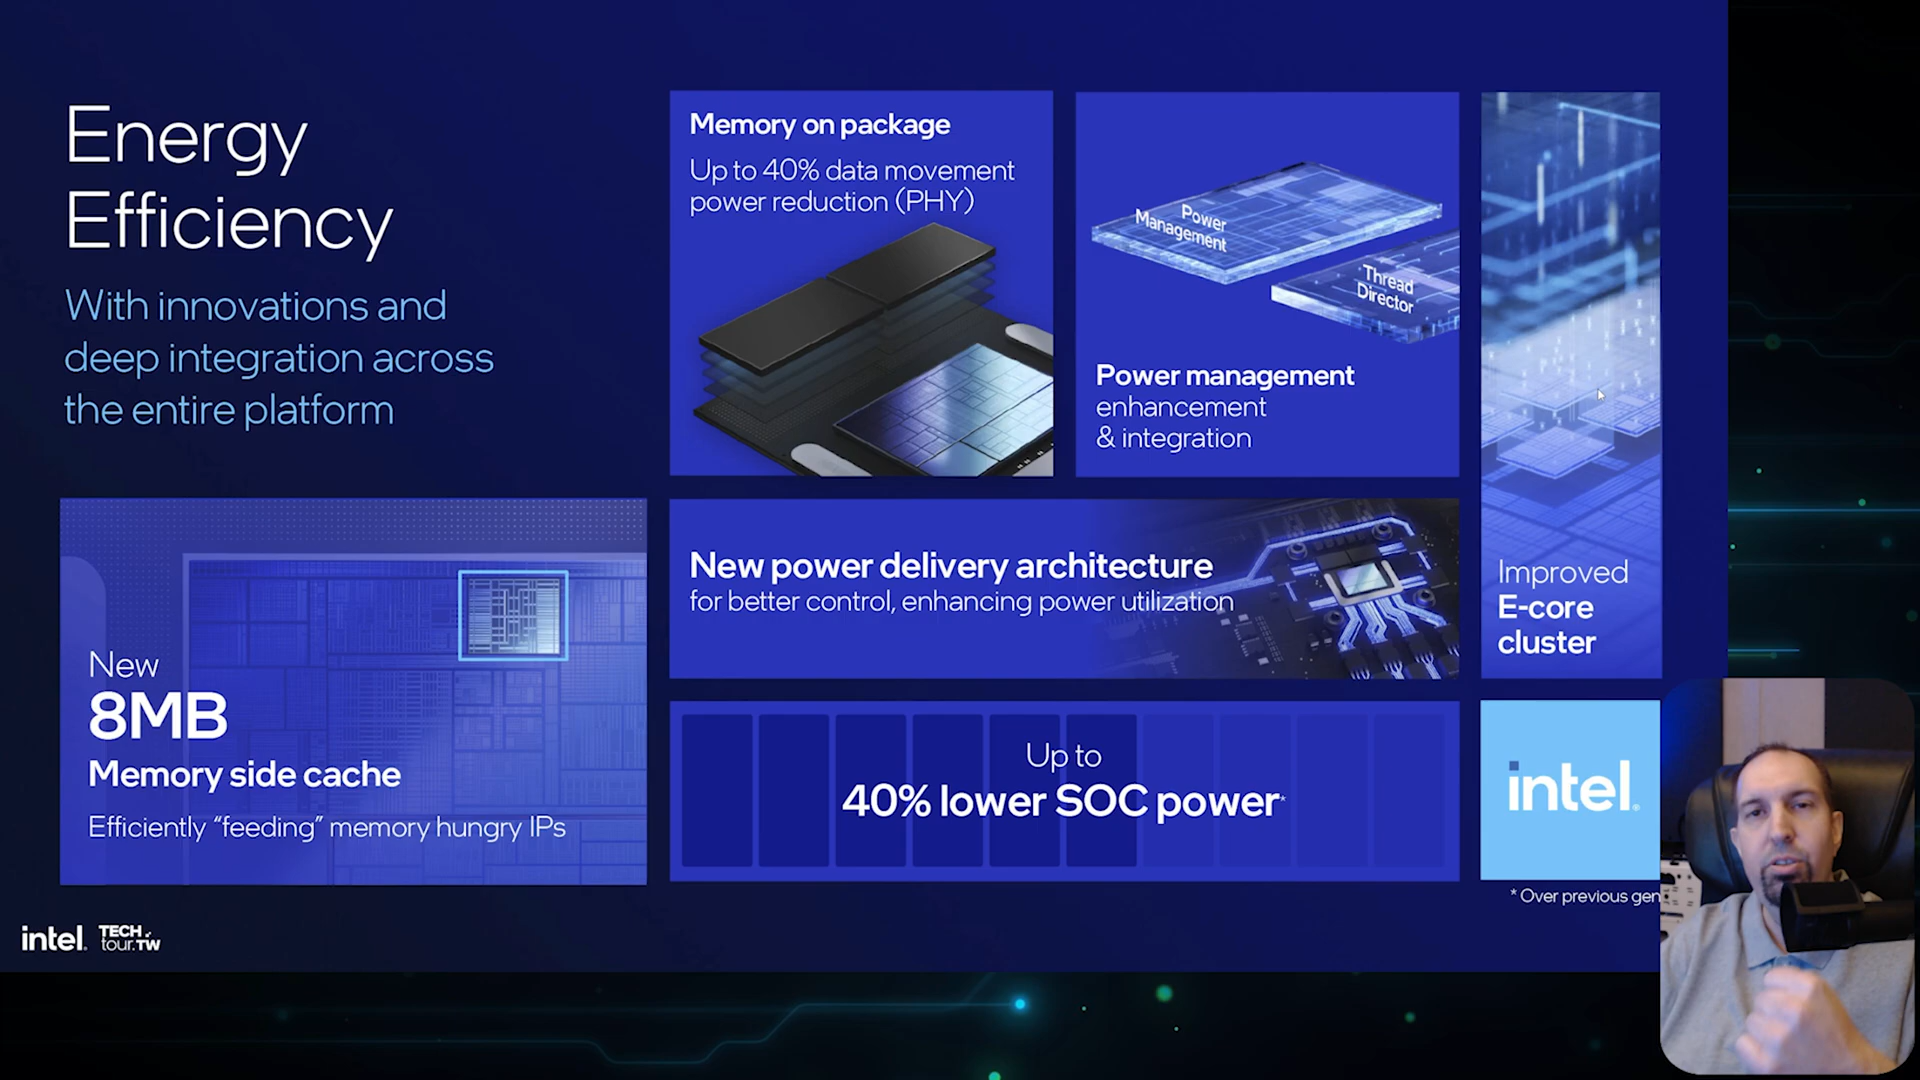 Energy
Efficiency
With innovations and
deep integration across
the entire platform
Memory on package
Up to 40% data movement
power reduction (PHY)
Power
Management
Thread
Director
Power management
enhancement
& integration
Improved
E-core
cluster
New power delivery architecture
for better control, enhancing power utilization
New
8MB
Memory side cache
Efficiently “feeding” memory hungry IPs
Up to
40% lower SOC power*
intel.
* Over previous gen
intel. TECH
tour.TW